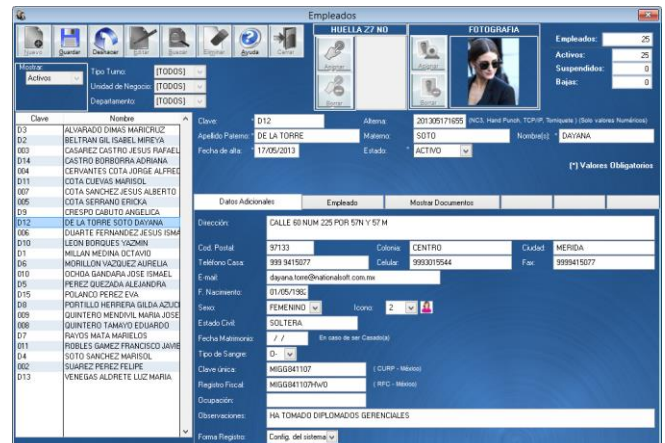 Empleados
Nuevo Guardar Deshacer Editar Buscar Eliminar Ayuda Cerrar
HUELLA Z7 NO
FOTOGRAFIA
Asignar Borrar
Asignar Borrar
Empleados: 25
Activos: 25
Suspendidos: 0
Bajas: 0
Mostrar:
Activos
Tipo Turno: [TODOS]
Unidad de Negocio: [TODOS]
Departamento: [TODOS]
Clave Nombre
D3 ALVARADO DIMAS MARICRUZ
D2 BELTRAN GIL ISABEL MIREYA
003 CASAREZ CASTRO JESUS RAFAEL
D14 CASTRO BORBORRA ADRIANA
004 CERVANTES COTA JORGE ALFRED
D11 COTA CUEVAS MARISOL
007 COTA SANCHEZ JESUS ALBERTO
005 COTA SERRANO ERICKA
D9 CRESPO CABUTO ANGELICA
D12 DE LA TORRE SOTO DAYANA
006 DUARTE FERNANDEZ JESUS ISMA
D10 LEON BORQUES YAZMIN
D1 MILLAN MEDINA OCTAVIO
D6 MORILLON VAZQUEZ AURELIA
010 OCHOA GANDARA JOSE ISMAEL
D5 PEREZ QUEZADA ALEJANDRA
D15 POLANCO PEREZ EVA
D8 PORTILLO HERRERA GILDA AZUC
009 QUINTERO MENDIVIL MARIA JOSE
008 QUINTERO TAMAYO EDUARDO
D7 RAYOS MATA MARIELOS
011 ROBLES GAMEZ FRANCISCO JAVIE
D4 SOTO SANCHEZ MARISOL
002 SUAREZ PEREZ FELIPE
D13 VENEGAS ALDRETE LUZ MARIA
Clave: * D12 Alterna: 201305171655 (NC3, Hand Punch, TCP/IP, Torniquete) (Solo valores Numéricos)
Apellido Paterno: * DE LA TORRE Materno: SOTO Nombre(s): * DAYANA
Fecha de alta: * 17/05/2013 Estado: * ACTIVO
(*) Valores Obligatorios
Datos Adicionales Empleado Mostrar Documentos
Dirección: CALLE 60 NUM 225 POR 57N Y 57 M
Cod. Postal: 97133 Colonia: CENTRO Ciudad: MERIDA
Teléfono Casa: 999 9415077 Celular: 9993015544 Fax: 9999415077
E-mail: dayana.torre@nationalsoft.com.mx
F. Nacimiento: 01/05/1982
Sexo: FEMENINO Icono: 2
Estado Civil: SOLTERA
Fecha Matrimonio: / / En caso de ser Casado(a)
Tipo de Sangre: O-
Clave única: MIGG841107 ( CURP - México)
Registro Fiscal: MIGG841107HW0 ( RFC - México)
Ocupación:
Observaciones: HA TOMADO DIPLOMADOS GERENCIALES
Forma Registro: Config. del sistema